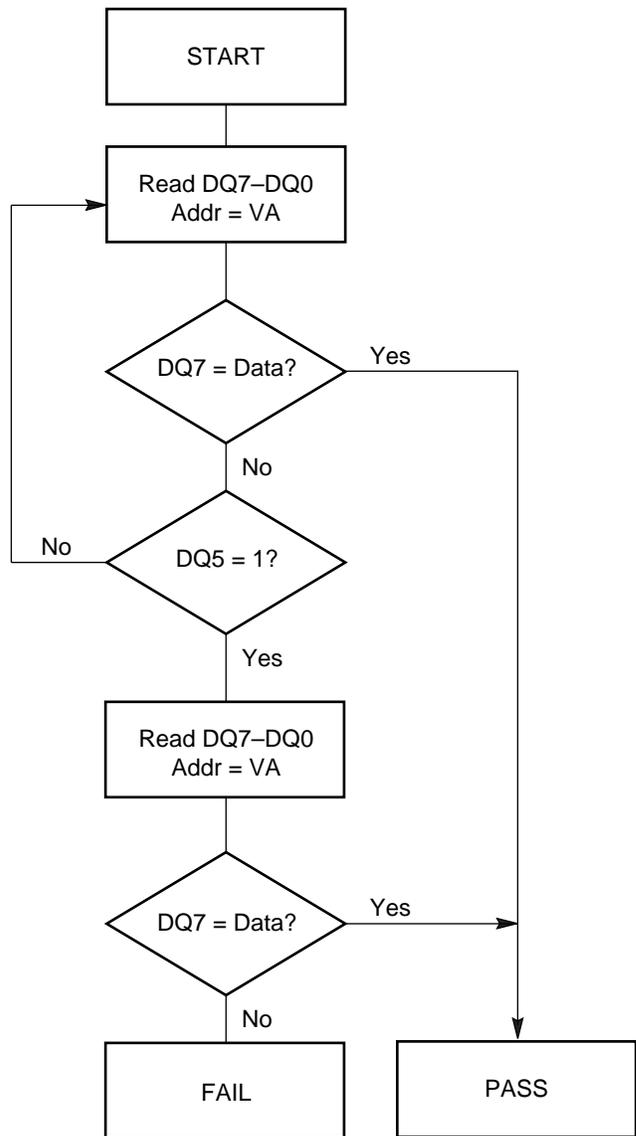 START
Read DQ7–DQ0
Addr = VA
DQ7 = Data?
Yes
No
No
DQ5 = 1?
Yes
Read DQ7–DQ0
Addr = VA
DQ7 = Data?
Yes
No
FAIL
PASS